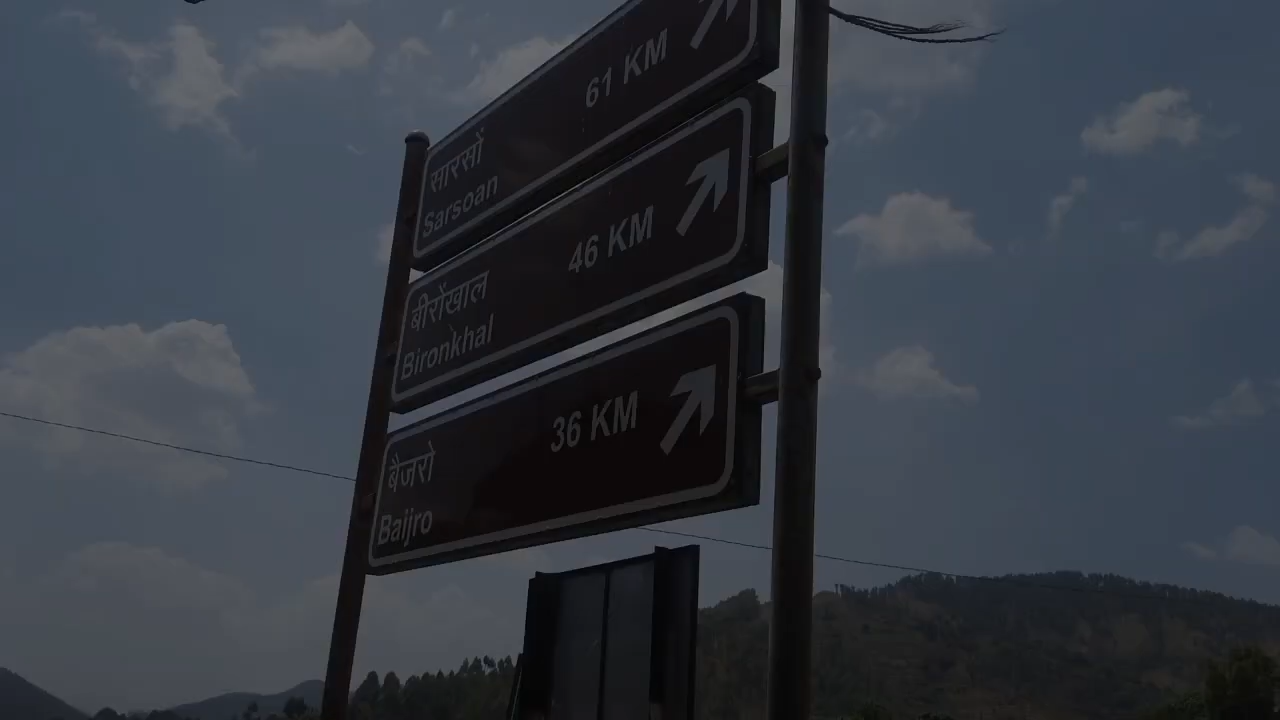 सारसों
Sarsoan
61 KM
बीरोंखाल
Bironkhal
46 KM
बैजरो
Baijro
36 KM